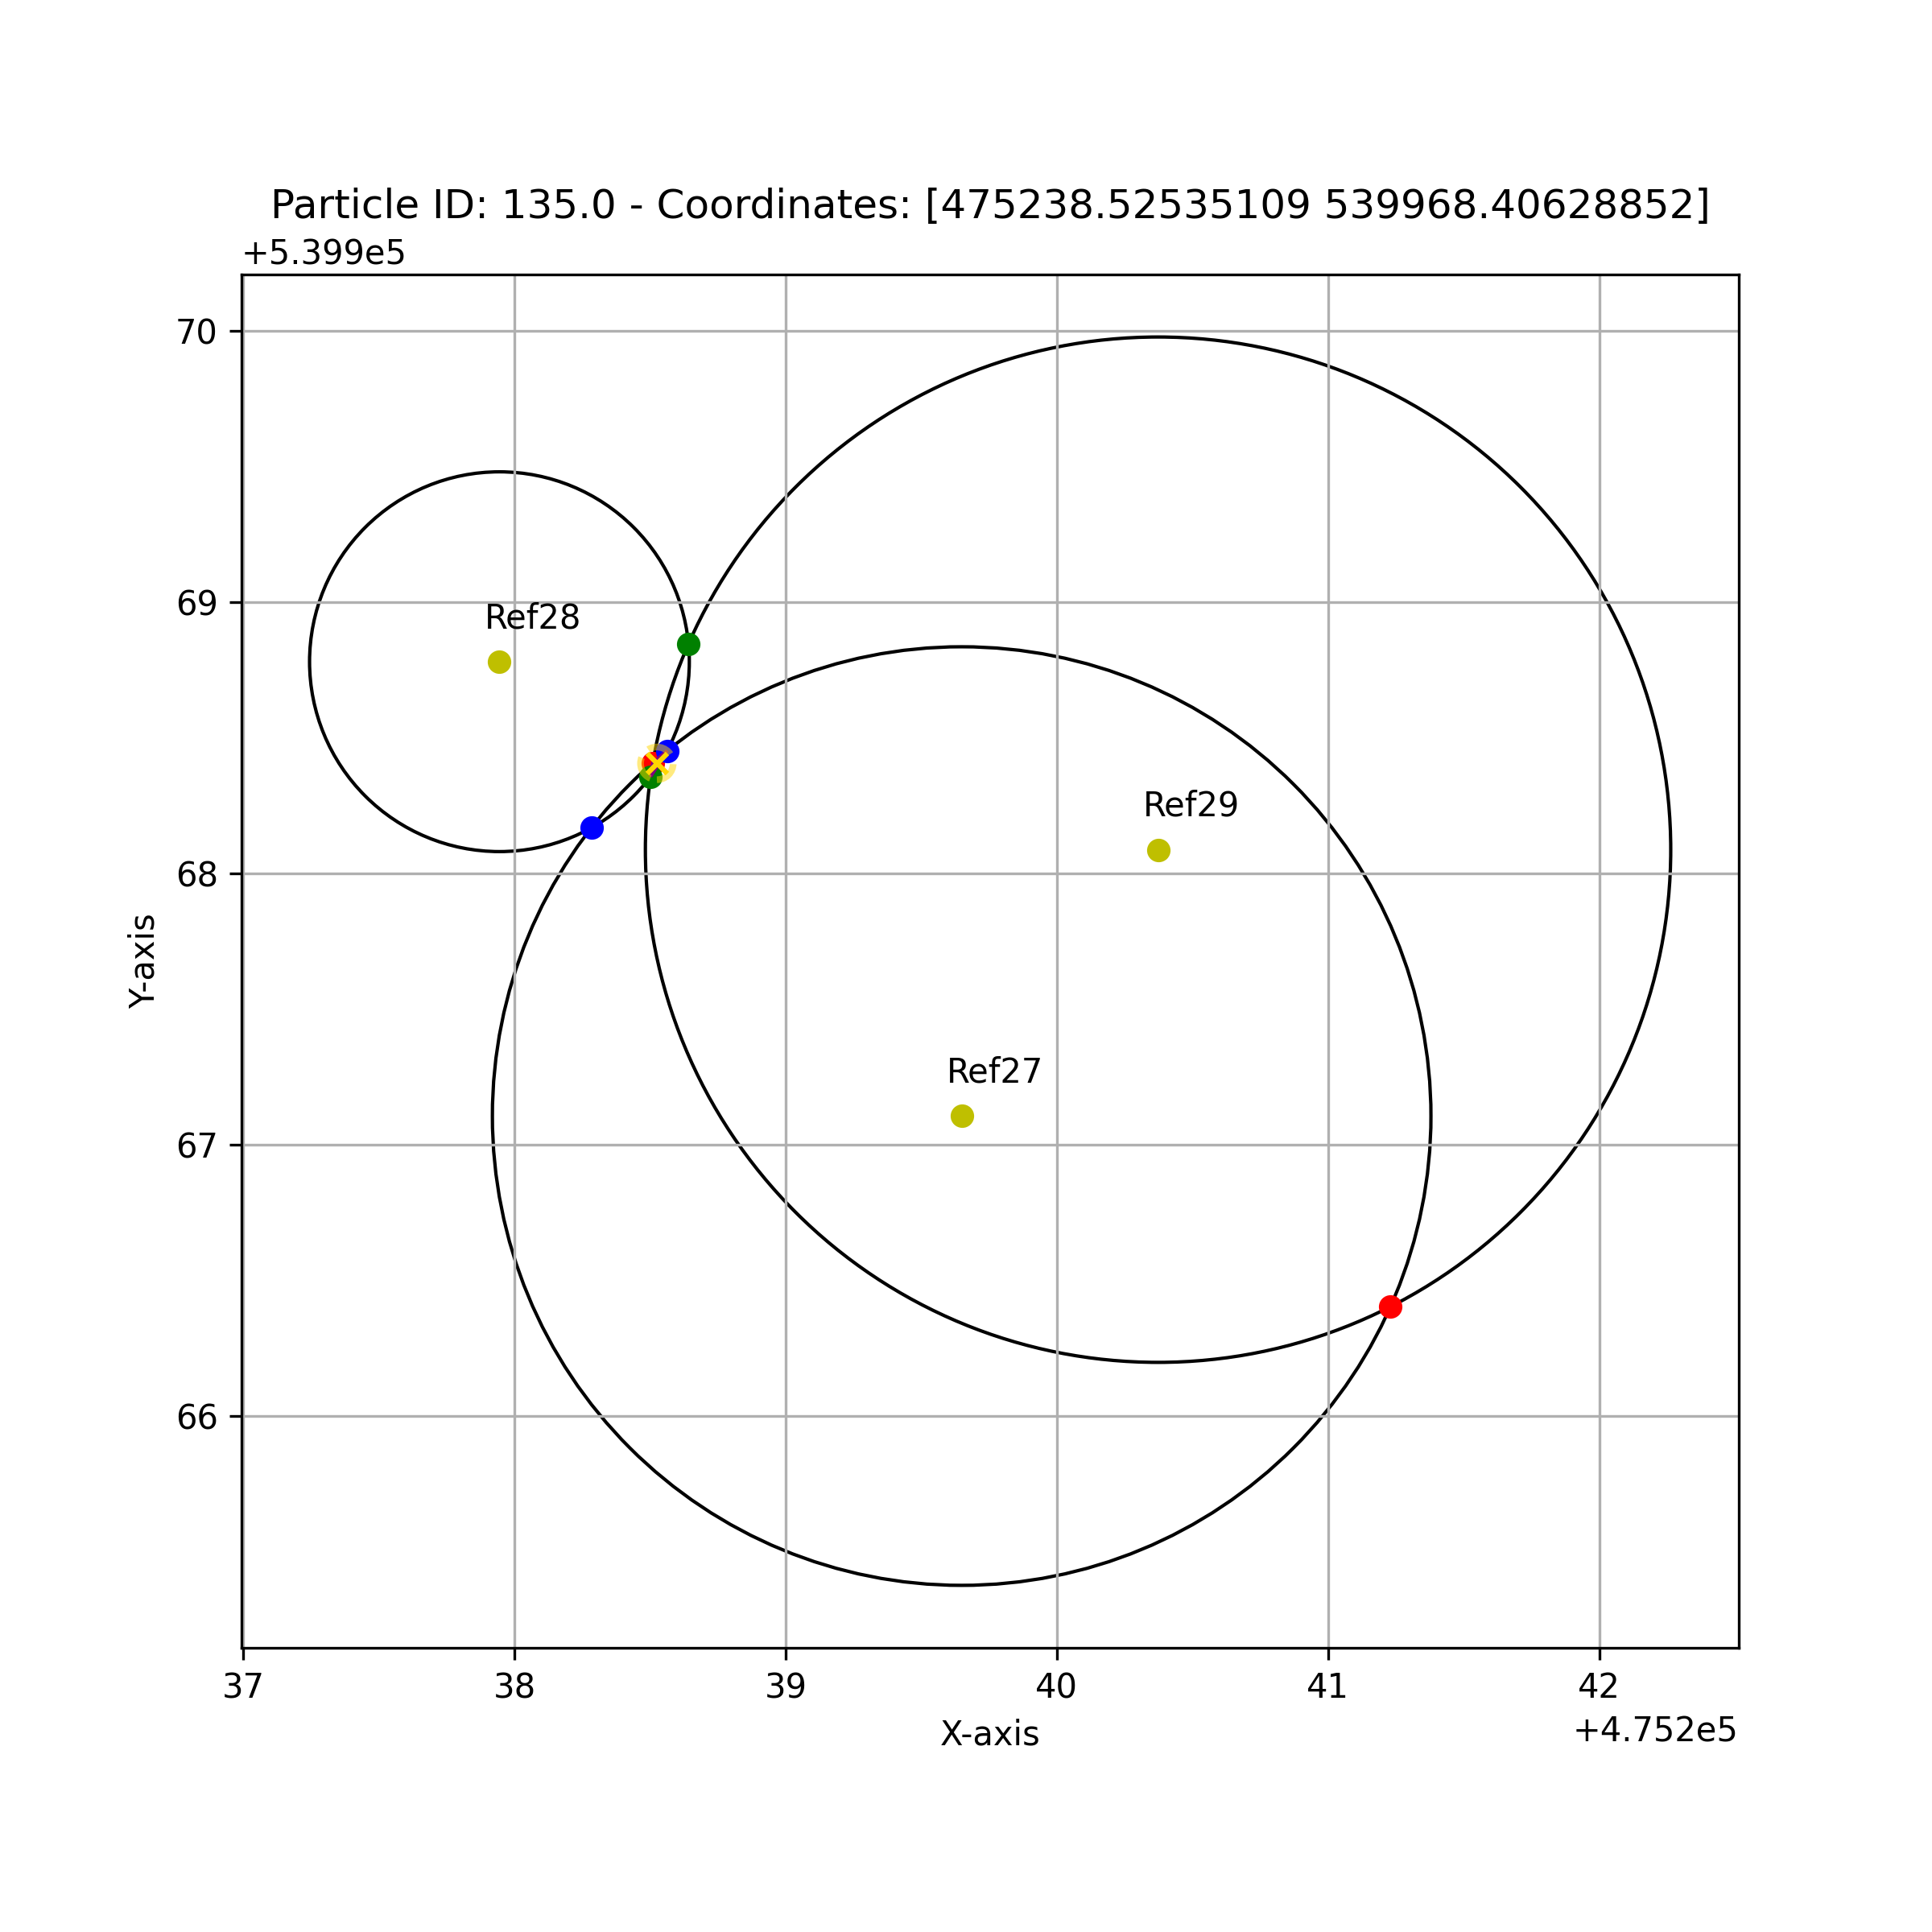 Particle ID: 135.0 - Coordinates: [475238.52535109 539968.40628852]
+5.399e5
70
69
Ref28
Ref29
68
Y-axis
Ref27
67
66
37 38 39 40 41 42
X-axis
+4.752e5